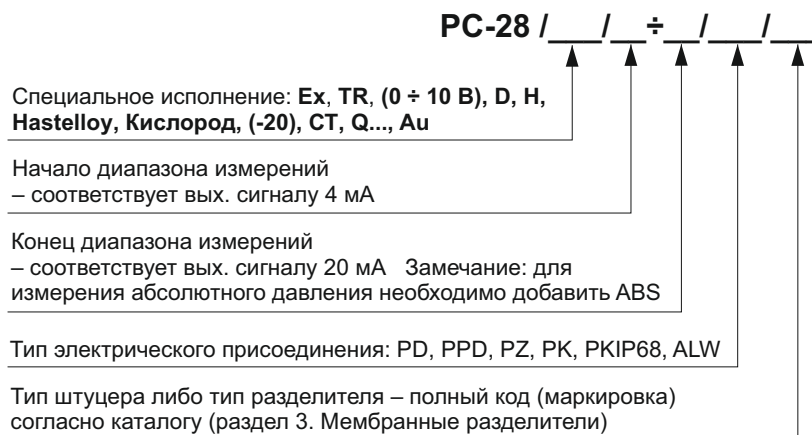 PC-28 /___/__÷__/___/___
Специальное исполнение: Ex, TR, (0 ÷ 10 В), D, H,
Hastelloy, Кислород, (-20), CT, Q..., Au
Начало диапазона измерений
– соответствует вых. сигналу 4 мА
Конец диапазона измерений
– соответствует вых. сигналу 20 мА Замечание: для
измерения абсолютного давления необходимо добавить ABS
Тип электрического присоединения: PD, PPD, PZ, PK, PKIP68, ALW
Тип штуцера либо тип разделителя – полный код (маркировка)
согласно каталогу (раздел 3. Мембранные разделители)